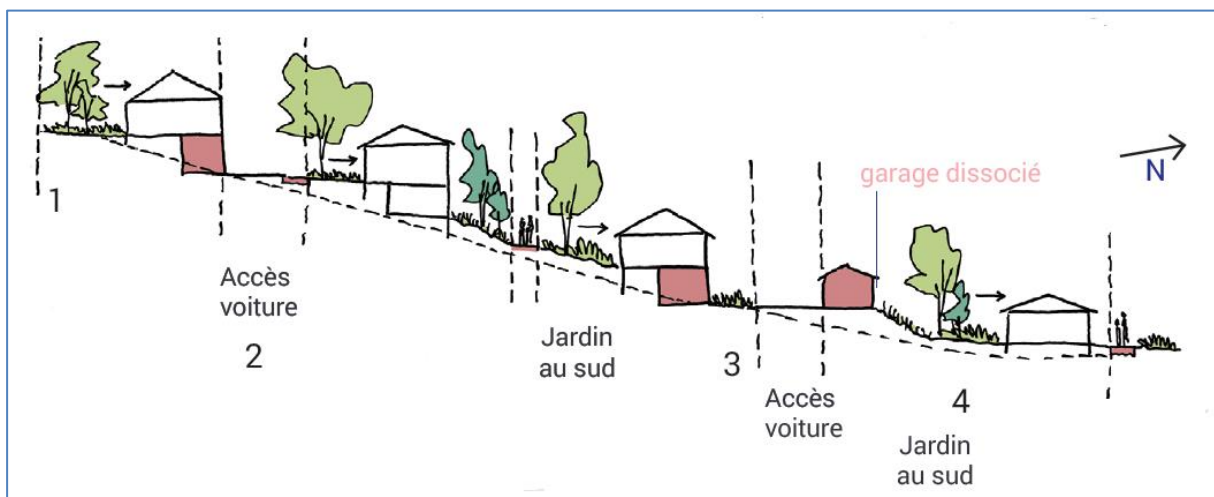 1
Accès
voiture
2
Jardin
au sud
3
Accès
voiture
garage dissocié
4
Jardin
au sud
N